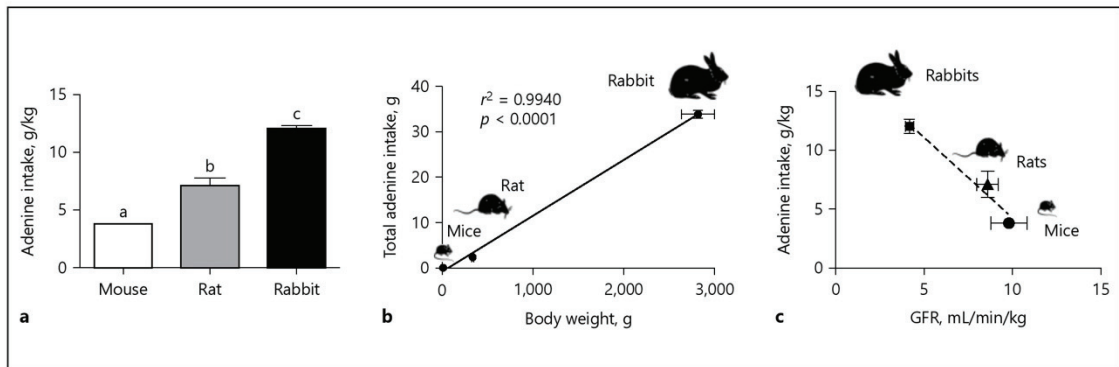 Adenine intake, g/kg
15
10
5
0
a
b
c
Mouse
Rat
Rabbit
a
Total adenine intake, g
40
30
20
10
0
r² = 0.9940
p < 0.0001
Rabbit
Rat
Mice
0
1,000
2,000
3,000
Body weight, g
b
Adenine intake, g/kg
15
10
5
0
Rabbits
Rats
Mice
0
5
10
15
GFR, mL/min/kg
c